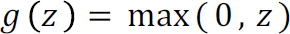 g(z) = max(0, z)